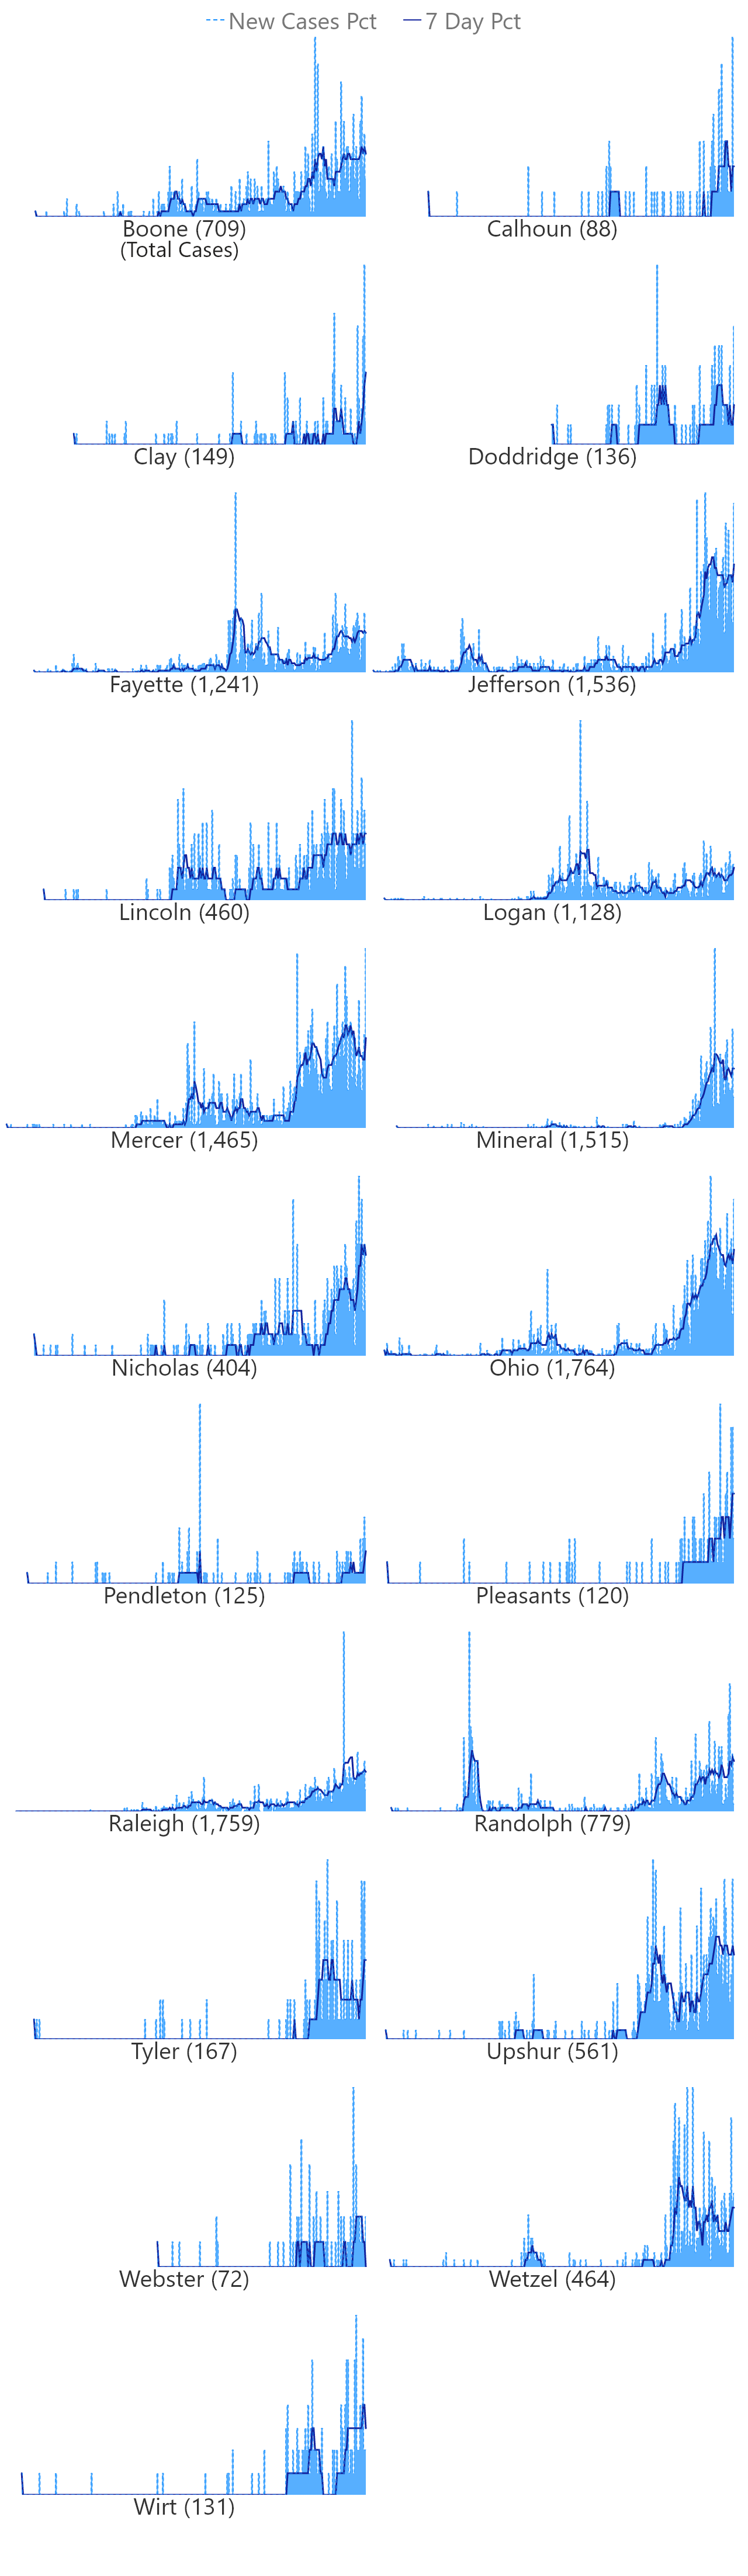 New Cases Pct 7 Day Pct
Boone (709) Calhoun (88)
(Total Cases)
Clay (149) Doddridge (136)
Fayette (1,241) Jefferson (1,536)
Lincoln (460) Logan (1,128)
Mercer (1,465) Mineral (1,515)
Nicholas (404) Ohio (1,764)
Pendleton (125) Pleasants (120)
Raleigh (1,759) Randolph (779)
Tyler (167) Upshur (561)
Webster (72) Wetzel (464)
Wirt (131)